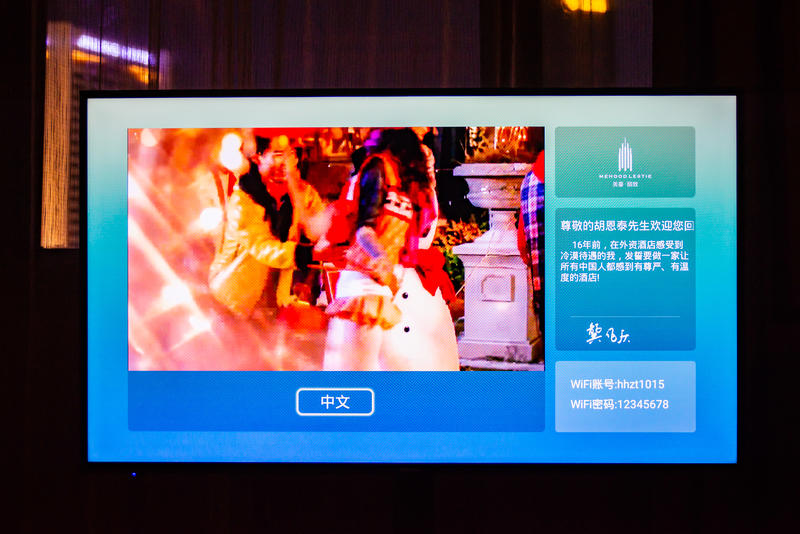 MEHOOD LESTIE
美豪·丽致
尊敬的胡恩泰先生欢迎您回
16年前，在外资酒店感受到
冷漠待遇的我，发誓要做一家让
所有中国人都感到有尊严、有温
度的酒店!
中文
WiFi账号:hhzt1015
WiFi密码:12345678